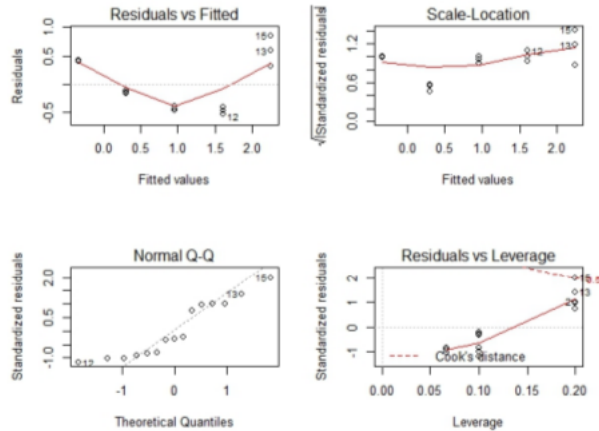 Residuals vs Fitted
Residuals
1.0
0.5
-0.5
15
13
12
0.0 0.5 1.0 1.5 2.0
Fitted values
Scale-Location
√|Standardized residuals|
1.2
0.6
0.0
15
13
12
0.0 0.5 1.0 1.5 2.0
Fitted values
Normal Q-Q
Standardized residuals
2.0
0.5
-1.0
15
13
12
-1 0 1
Theoretical Quantiles
Residuals vs Leverage
Standardized residuals
2
1
0
-1
15
13
Cook's distance
0.00 0.05 0.10 0.15 0.20
Leverage